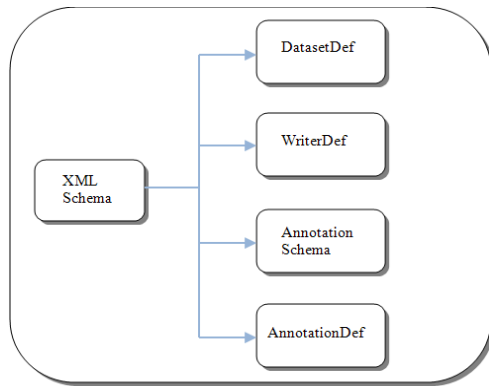 DatasetDef
WriterDef
XML
Schema
Annotation
Schema
AnnotationDef